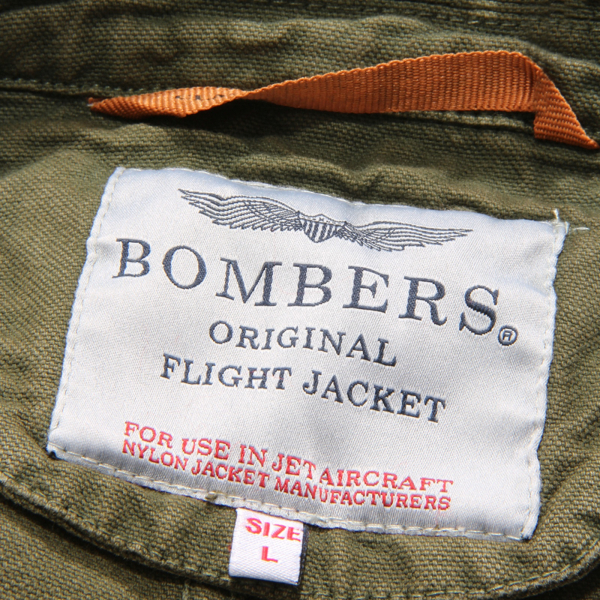 BOMBERS®
ORIGINAL
FLIGHT JACKET
FOR USE IN JET AIRCRAFT
NYLON JACKET MANUFACTURERS
SIZE
L